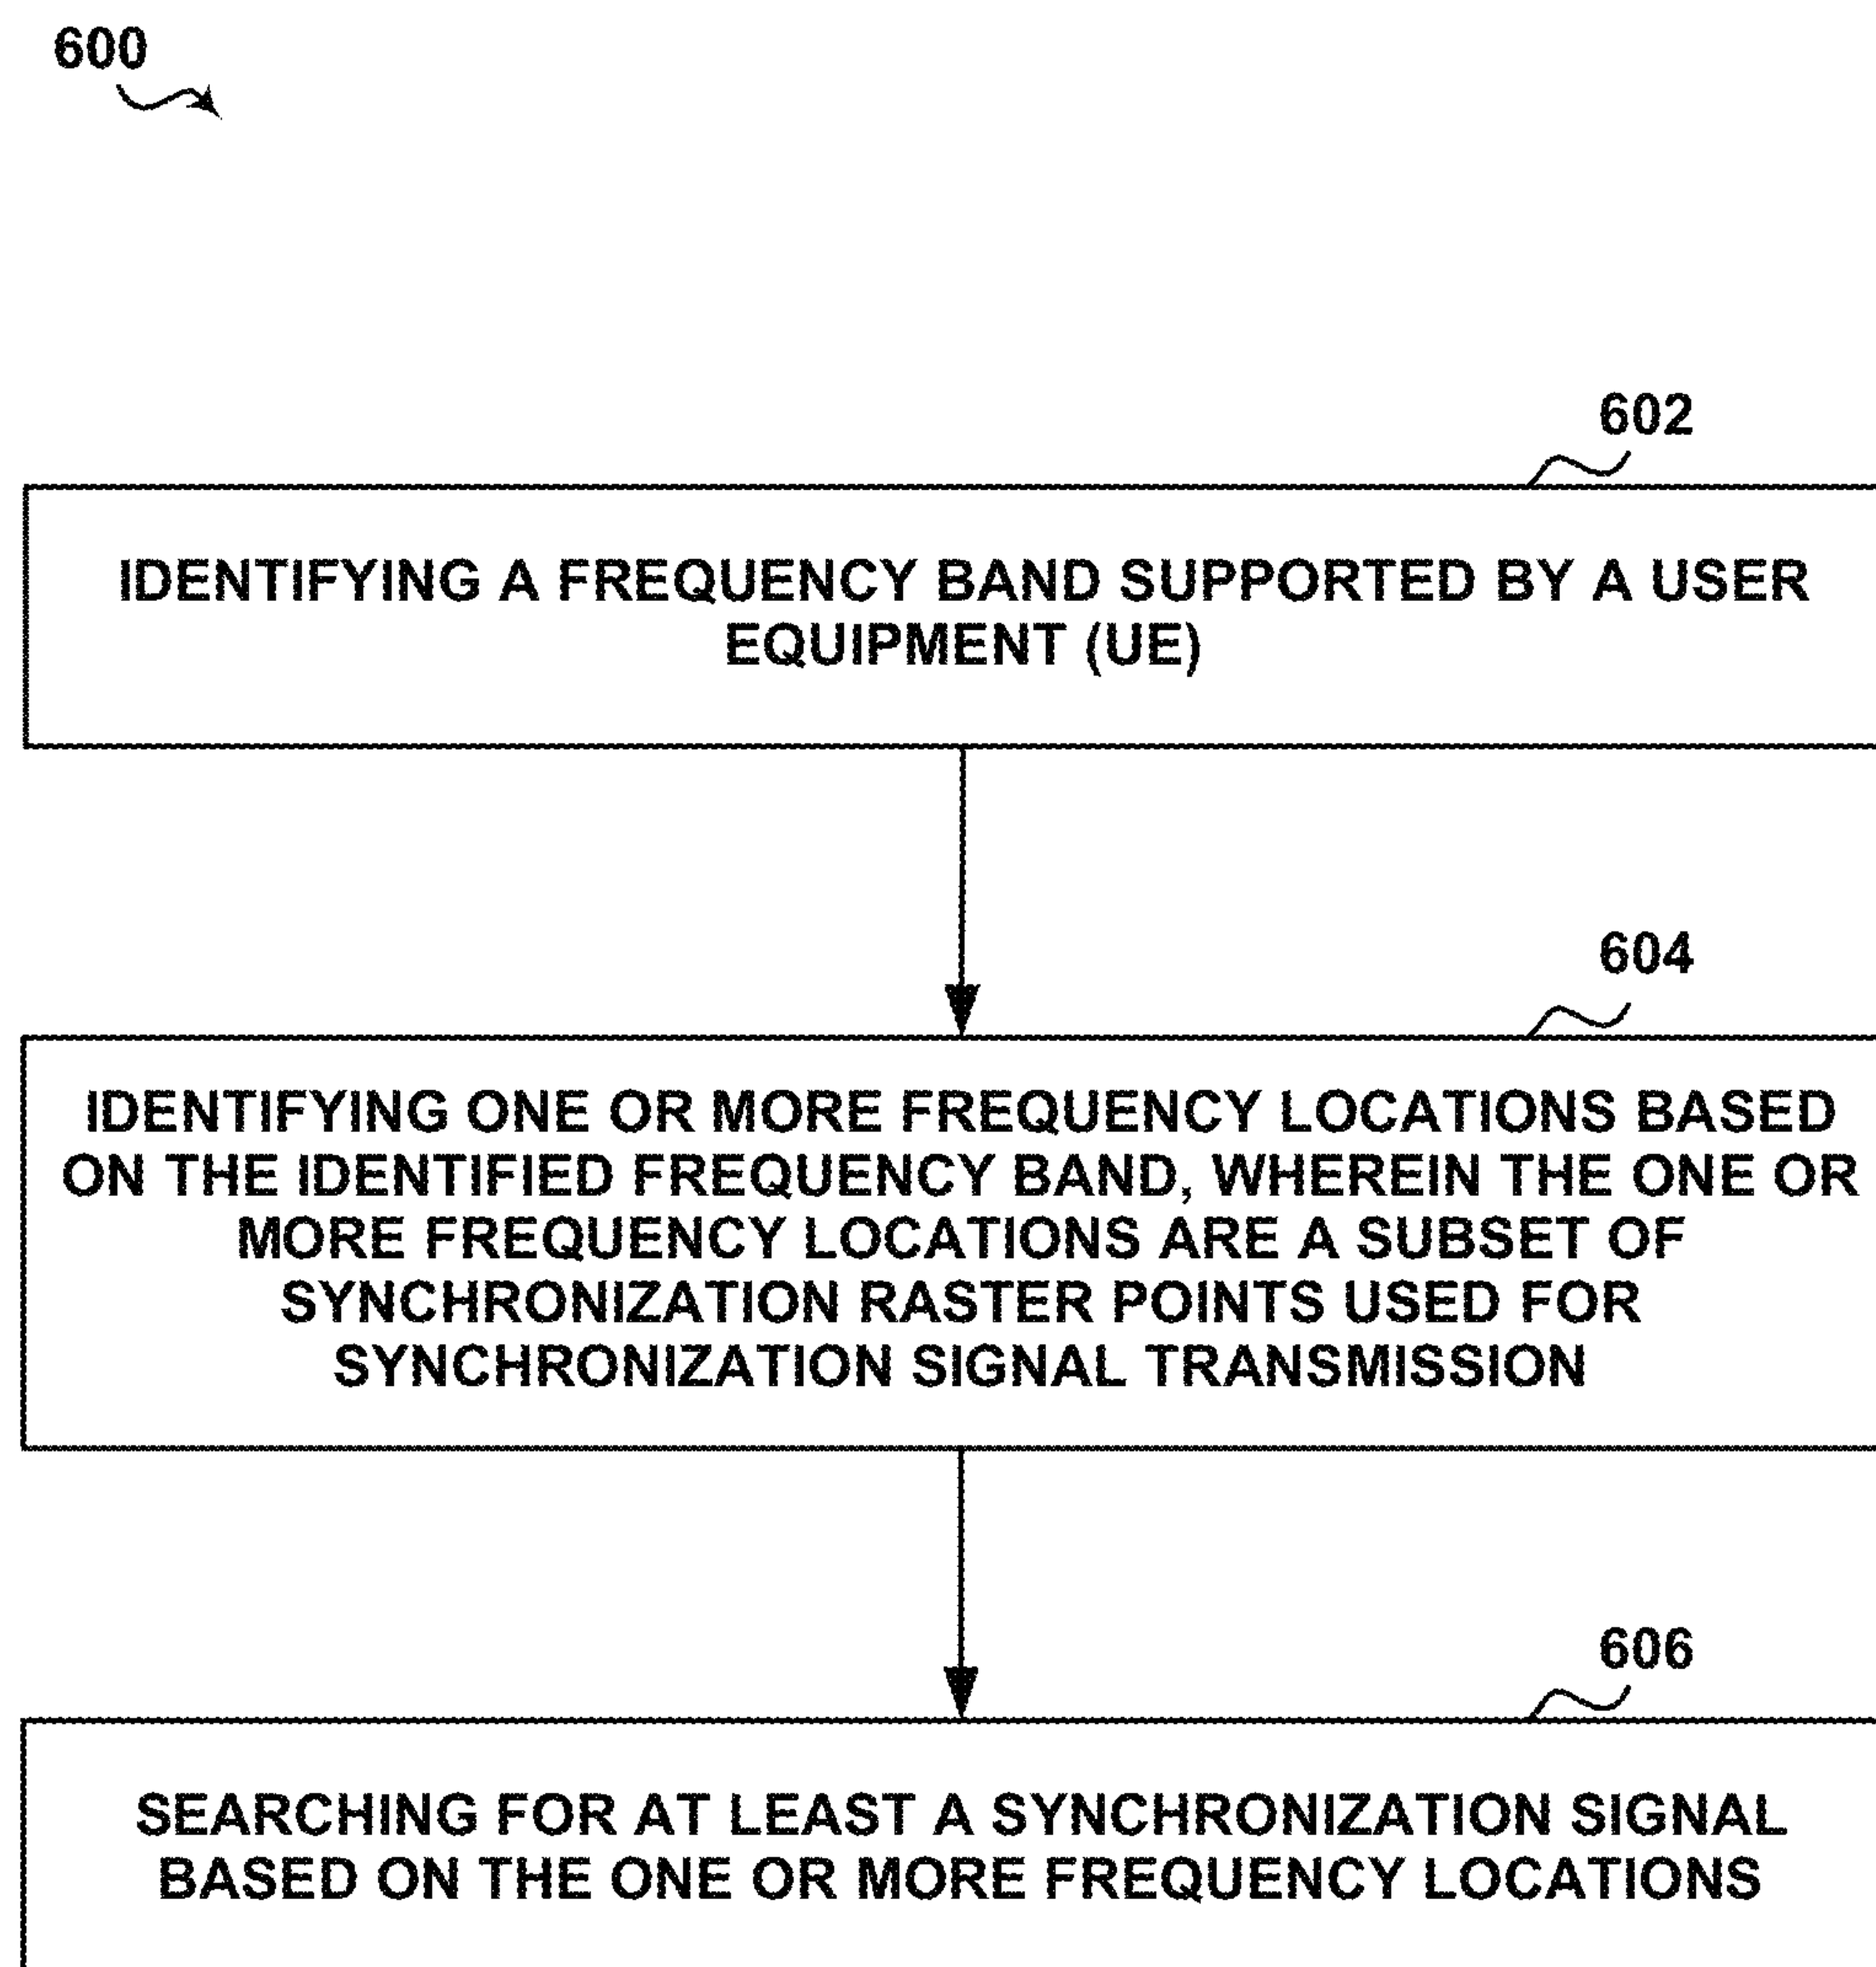 600
602
IDENTIFYING A FREQUENCY BAND SUPPORTED BY A USER
EQUIPMENT (UE)
604
IDENTIFYING ONE OR MORE FREQUENCY LOCATIONS BASED
ON THE IDENTIFIED FREQUENCY BAND, WHEREIN THE ONE OR
MORE FREQUENCY LOCATIONS ARE A SUBSET OF
SYNCHRONIZATION RASTER POINTS USED FOR
SYNCHRONIZATION SIGNAL TRANSMISSION
606
SEARCHING FOR AT LEAST A SYNCHRONIZATION SIGNAL
BASED ON THE ONE OR MORE FREQUENCY LOCATIONS